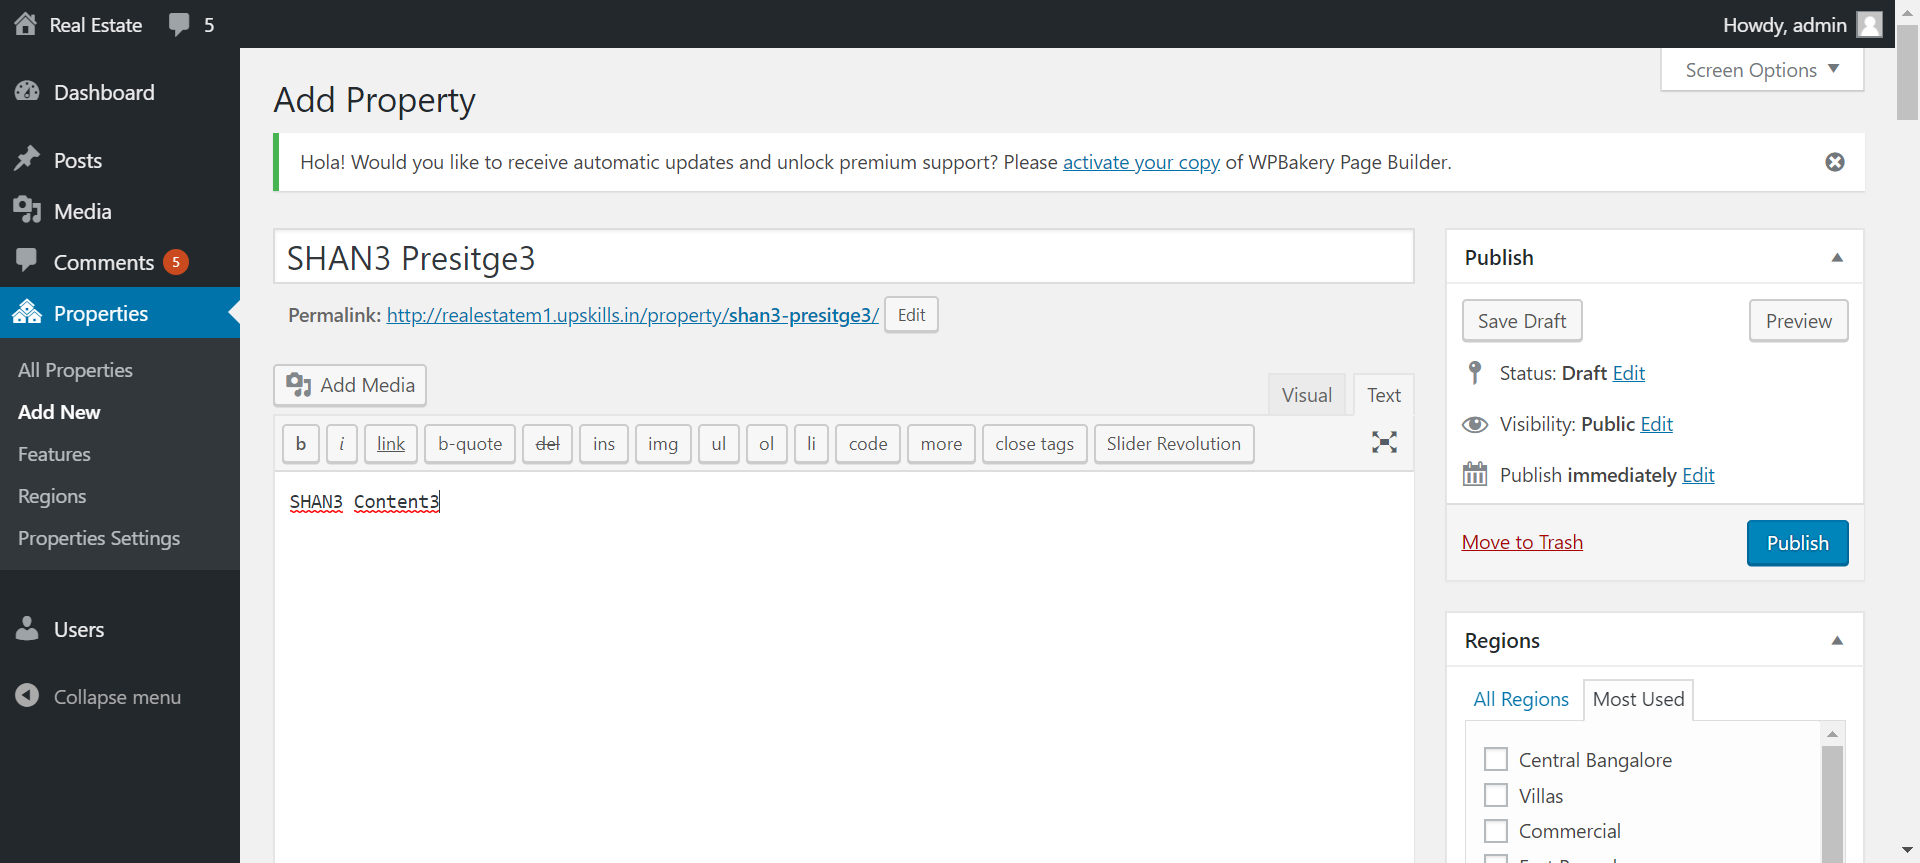 Real Estate 5 Howdy, admin
Screen Options
Dashboard
Posts
Media
Comments 5
Properties
All Properties
Add New
Features
Regions
Properties Settings
Users
Collapse menu
Add Property
Hola! Would you like to receive automatic updates and unlock premium support? Please activate your copy of WPBakery Page Builder.
SHAN3 Presitge3
Permalink: http://realestatem1.upskills.in/property/shan3-presitge3/ Edit
Add Media
Visual Text
b i link b-quote del ins img ul ol li code more close tags Slider Revolution
SHAN3 Content3
Publish
Save Draft Preview
Status: Draft Edit
Visibility: Public Edit
Publish immediately Edit
Move to Trash Publish
Regions
All Regions Most Used
Central Bangalore
Villas
Commercial